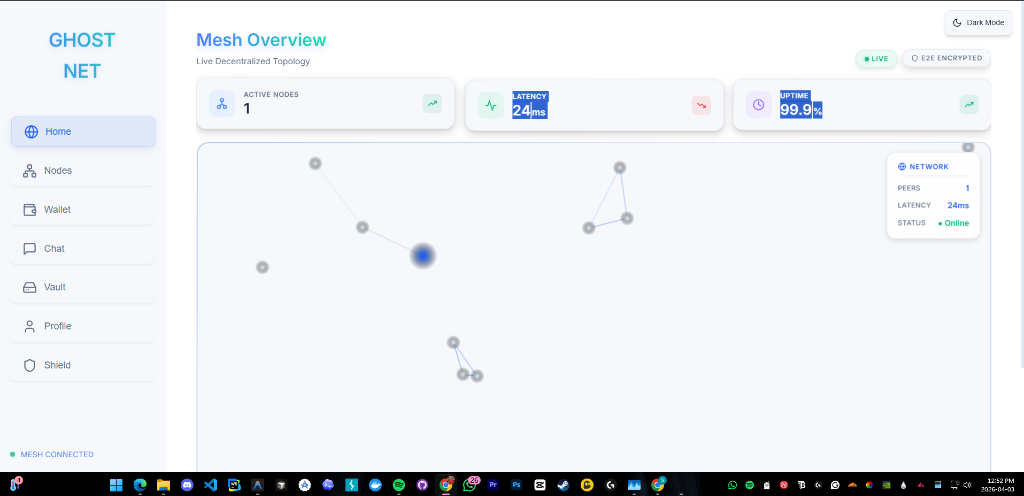 GHOST
NET
Home
Nodes
Wallet
Chat
Vault
Profile
Shield
MESH CONNECTED
Dark Mode
Mesh Overview
Live Decentralized Topology
LIVE
E2E ENCRYPTED
ACTIVE NODES
1
LATENCY
24ms
UPTIME
99.9%
NETWORK
PEERS 1
LATENCY 24ms
STATUS Online
12:52 PM
2026-04-03